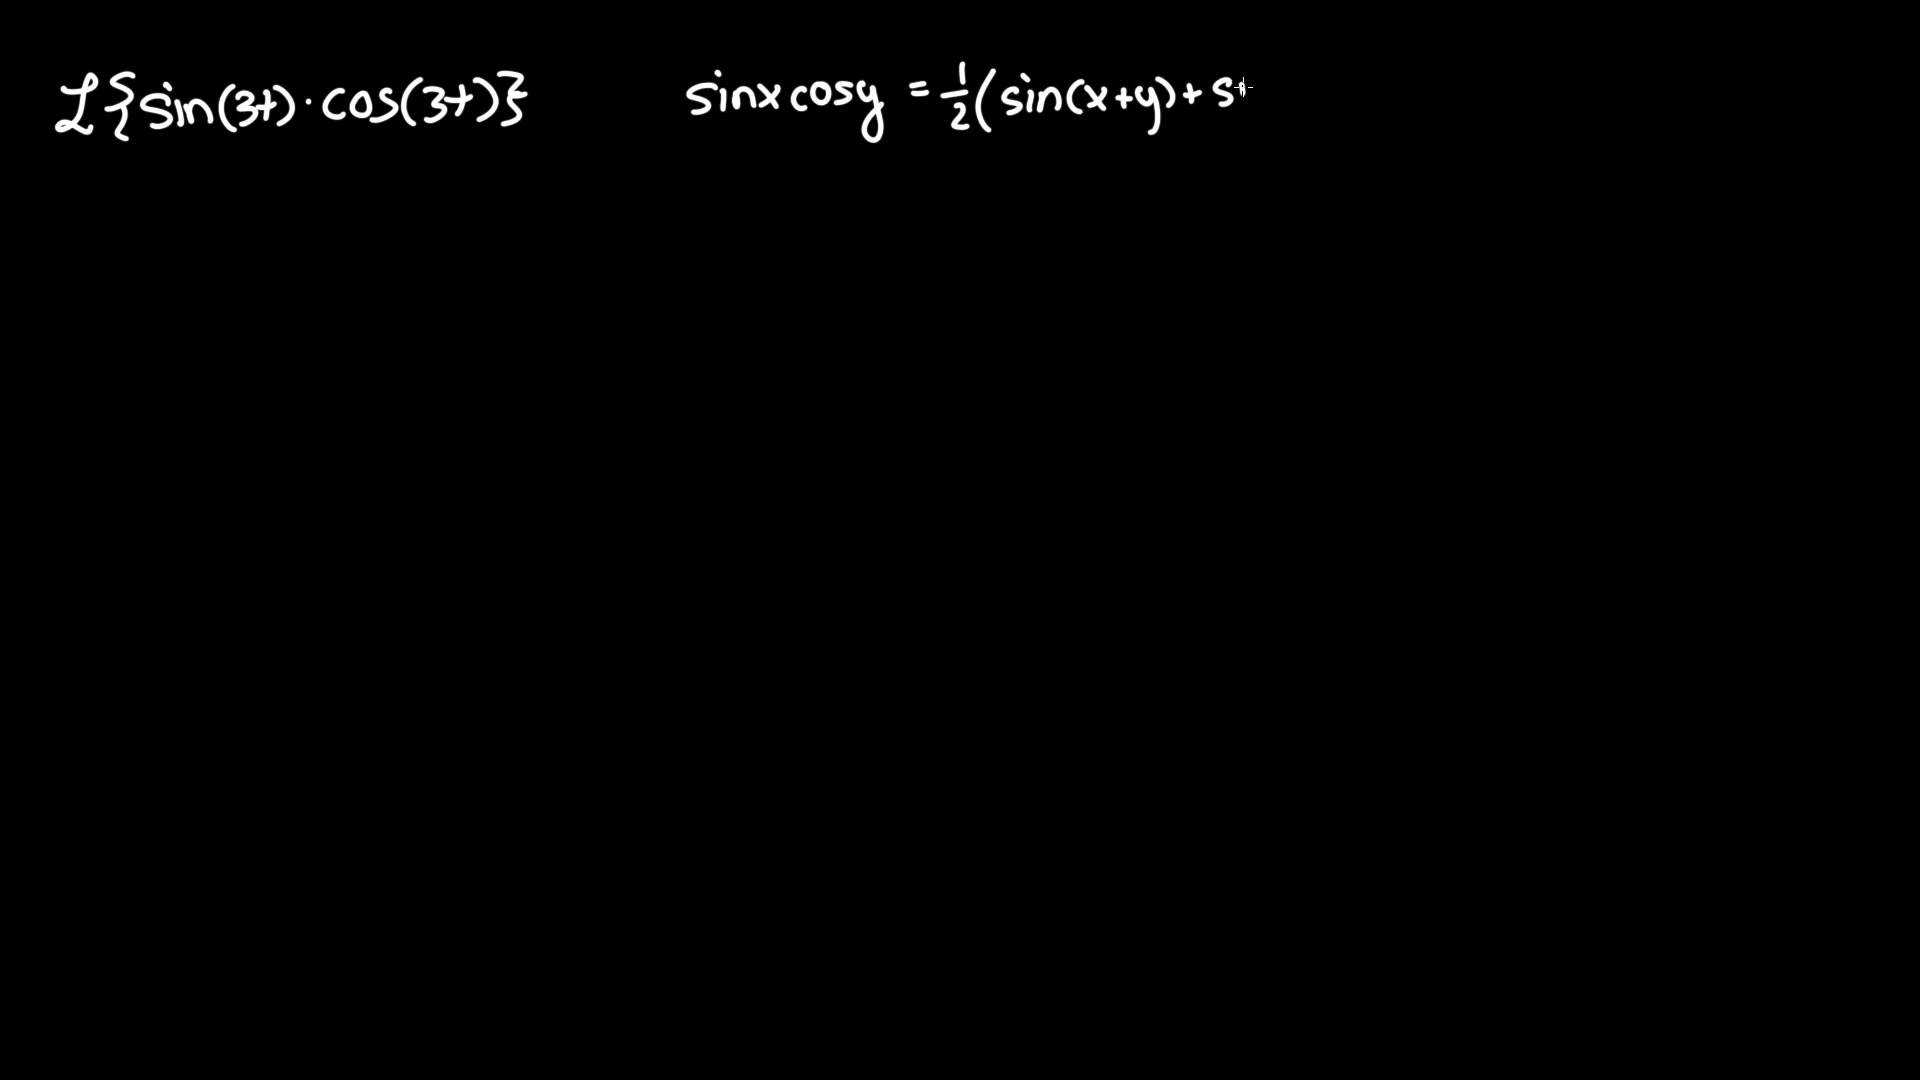 ℒ{sin(3t)·cos(3t)} sinx cosy = 1/2(sin(x+y)+s